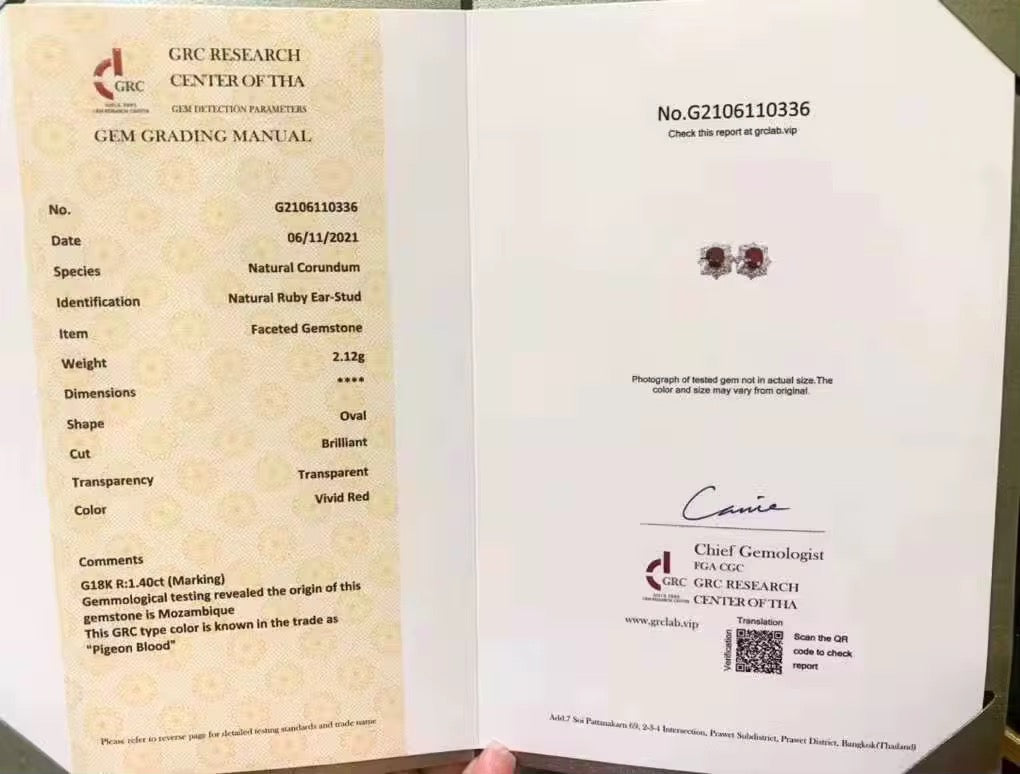 GRC RESEARCH
CENTER OF THA
GRC
GEM DETECTION PARAMETERS
GEM GRADING MANUAL
No. G2106110336
Date 06/11/2021
Species Natural Corundum
Identification Natural Ruby Ear-Stud
Item Faceted Gemstone
Weight 2.12g
Dimensions ****
Shape Oval
Cut Brilliant
Transparency Transparent
Color Vivid Red
Comments
G18K R:1.40ct (Marking)
Gemmological testing revealed the origin of this
gemstone is Mozambique
This GRC type color is known in the trade as
"Pigeon Blood"
Please refer to reverse page for detailed testing standards and trade name
No.G2106110336
Check this report at grclab.vip
Photograph of tested gem not in actual size.The
color and size may vary from original.
Chief Gemologist
FGA CGC
GRC GRC RESEARCH
CENTER OF THA
www.grclab.vip
Translation
Verification
Scan the QR
code to check
report
Add.7 Soi Pattanakarn 69, 2-3-4 Intersection, Prawet Subdistrict, Prawet District, Bangkok(Thailand)